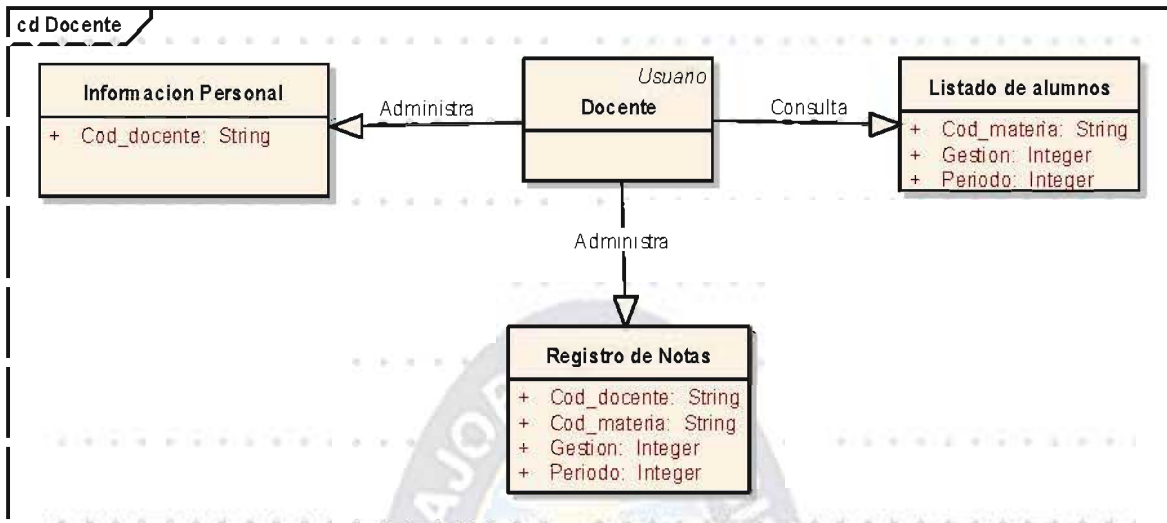 cd Docente
Informacion Personal
+ Cod_docente: String
Administra
Usuario
Docente
Consulta
Listado de alumnos
+ Cod_materia: String
+ Gestion: Integer
+ Periodo: Integer
Administra
Registro de Notas
+ Cod_docente: String
+ Cod_materia: String
+ Gestion: Integer
+ Periodo: Integer